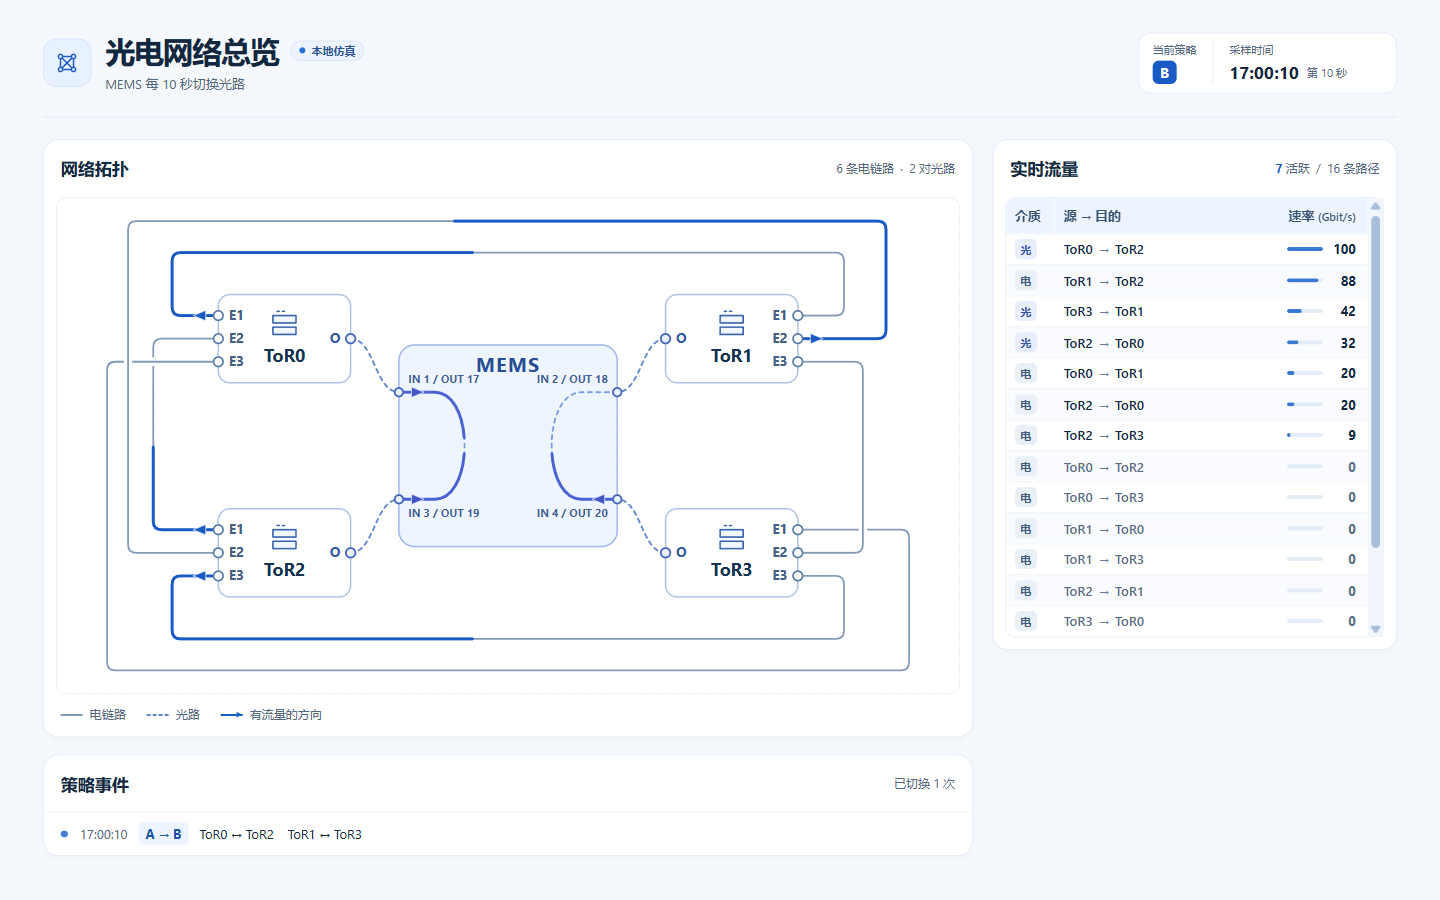 光电网络总览
本地仿真
MEMS 每 10 秒切换光路
当前策略
B
采样时间
17:00:10 第 10 秒
网络拓扑
6 条电链路 · 2 对光路
E1
E2
E3
O
ToR0
E1
E2
E3
O
ToR1
MEMS
IN 1 / OUT 17
IN 2 / OUT 18
IN 3 / OUT 19
IN 4 / OUT 20
E1
E2
E3
O
ToR2
E1
E2
E3
O
ToR3
电链路
光路
有流量的方向
策略事件
已切换 1 次
17:00:10 A → B ToR0 ↔ ToR2 ToR1 ↔ ToR3
实时流量
7 活跃 / 16 条路径
介质 源 → 目的 速率 (Gbit/s)
光 ToR0 → ToR2 100
电 ToR1 → ToR2 88
光 ToR3 → ToR1 42
光 ToR2 → ToR0 32
电 ToR0 → ToR1 20
电 ToR2 → ToR0 20
电 ToR2 → ToR3 9
电 ToR0 → ToR2 0
电 ToR0 → ToR3 0
电 ToR1 → ToR0 0
电 ToR1 → ToR3 0
电 ToR2 → ToR1 0
电 ToR3 → ToR0 0